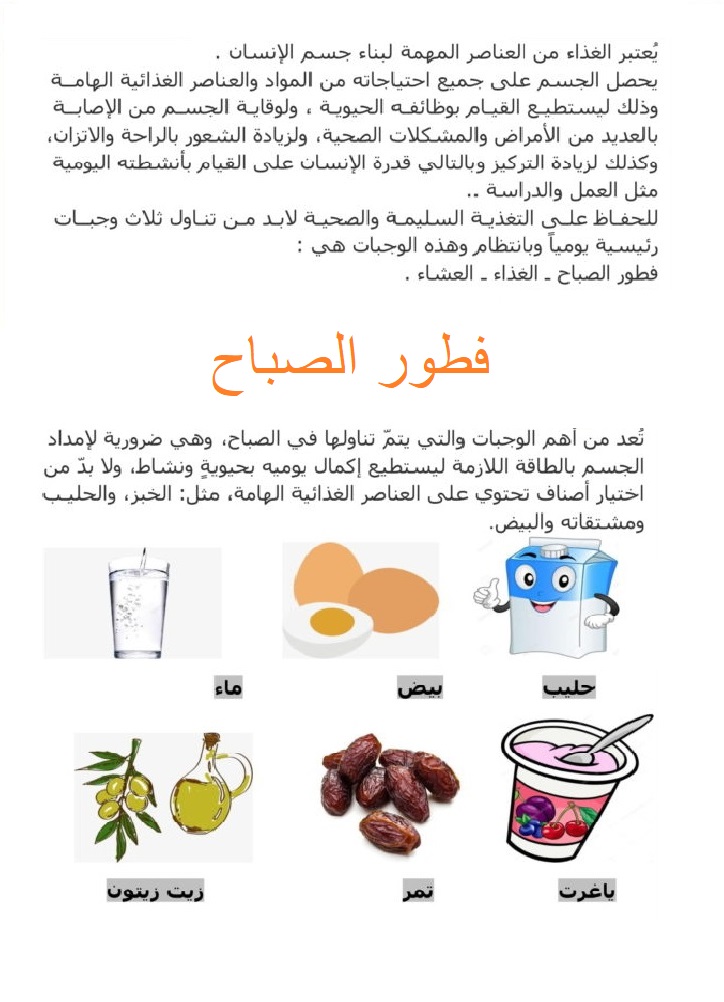 يُعتبر الغذاء من العناصر المهمة لبناء جسم الإنسان .
يحصل الجسم على جميع احتياجاته من المواد والعناصر الغذائية الهامة
وذلك ليستطيع القيام بوظائفه الحيوية ، ولوقاية الجسم من الإصابة
بالعديد من الأمراض والمشكلات الصحية، ولزيادة الشعور بالراحة والاتزان،
وكذلك لزيادة التركيز وبالتالي قدرة الإنسان على القيام بأنشطته اليومية
مثل العمل والدراسة ..
للحفاظ على التغذية السليمة والصحية لابد من تناول ثلاث وجبات
رئيسية يومياً وبانتظام وهذه الوجبات هي :
فطور الصباح ـ الغذاء ـ العشاء .
فطور الصباح
تُعد من أهم الوجبات والتي يتمّ تناولها في الصباح، وهي ضرورية لإمداد
الجسم بالطاقة اللازمة ليستطيع إكمال يوميه بحيويةٍ ونشاط، ولا بدّ من
اختيار أصناف تحتوي على العناصر الغذائية الهامة، مثل: الخبز، والحليب
ومشتقاته والبيض.
حليب بيض ماء
ياغرت تمر زيت زيتون